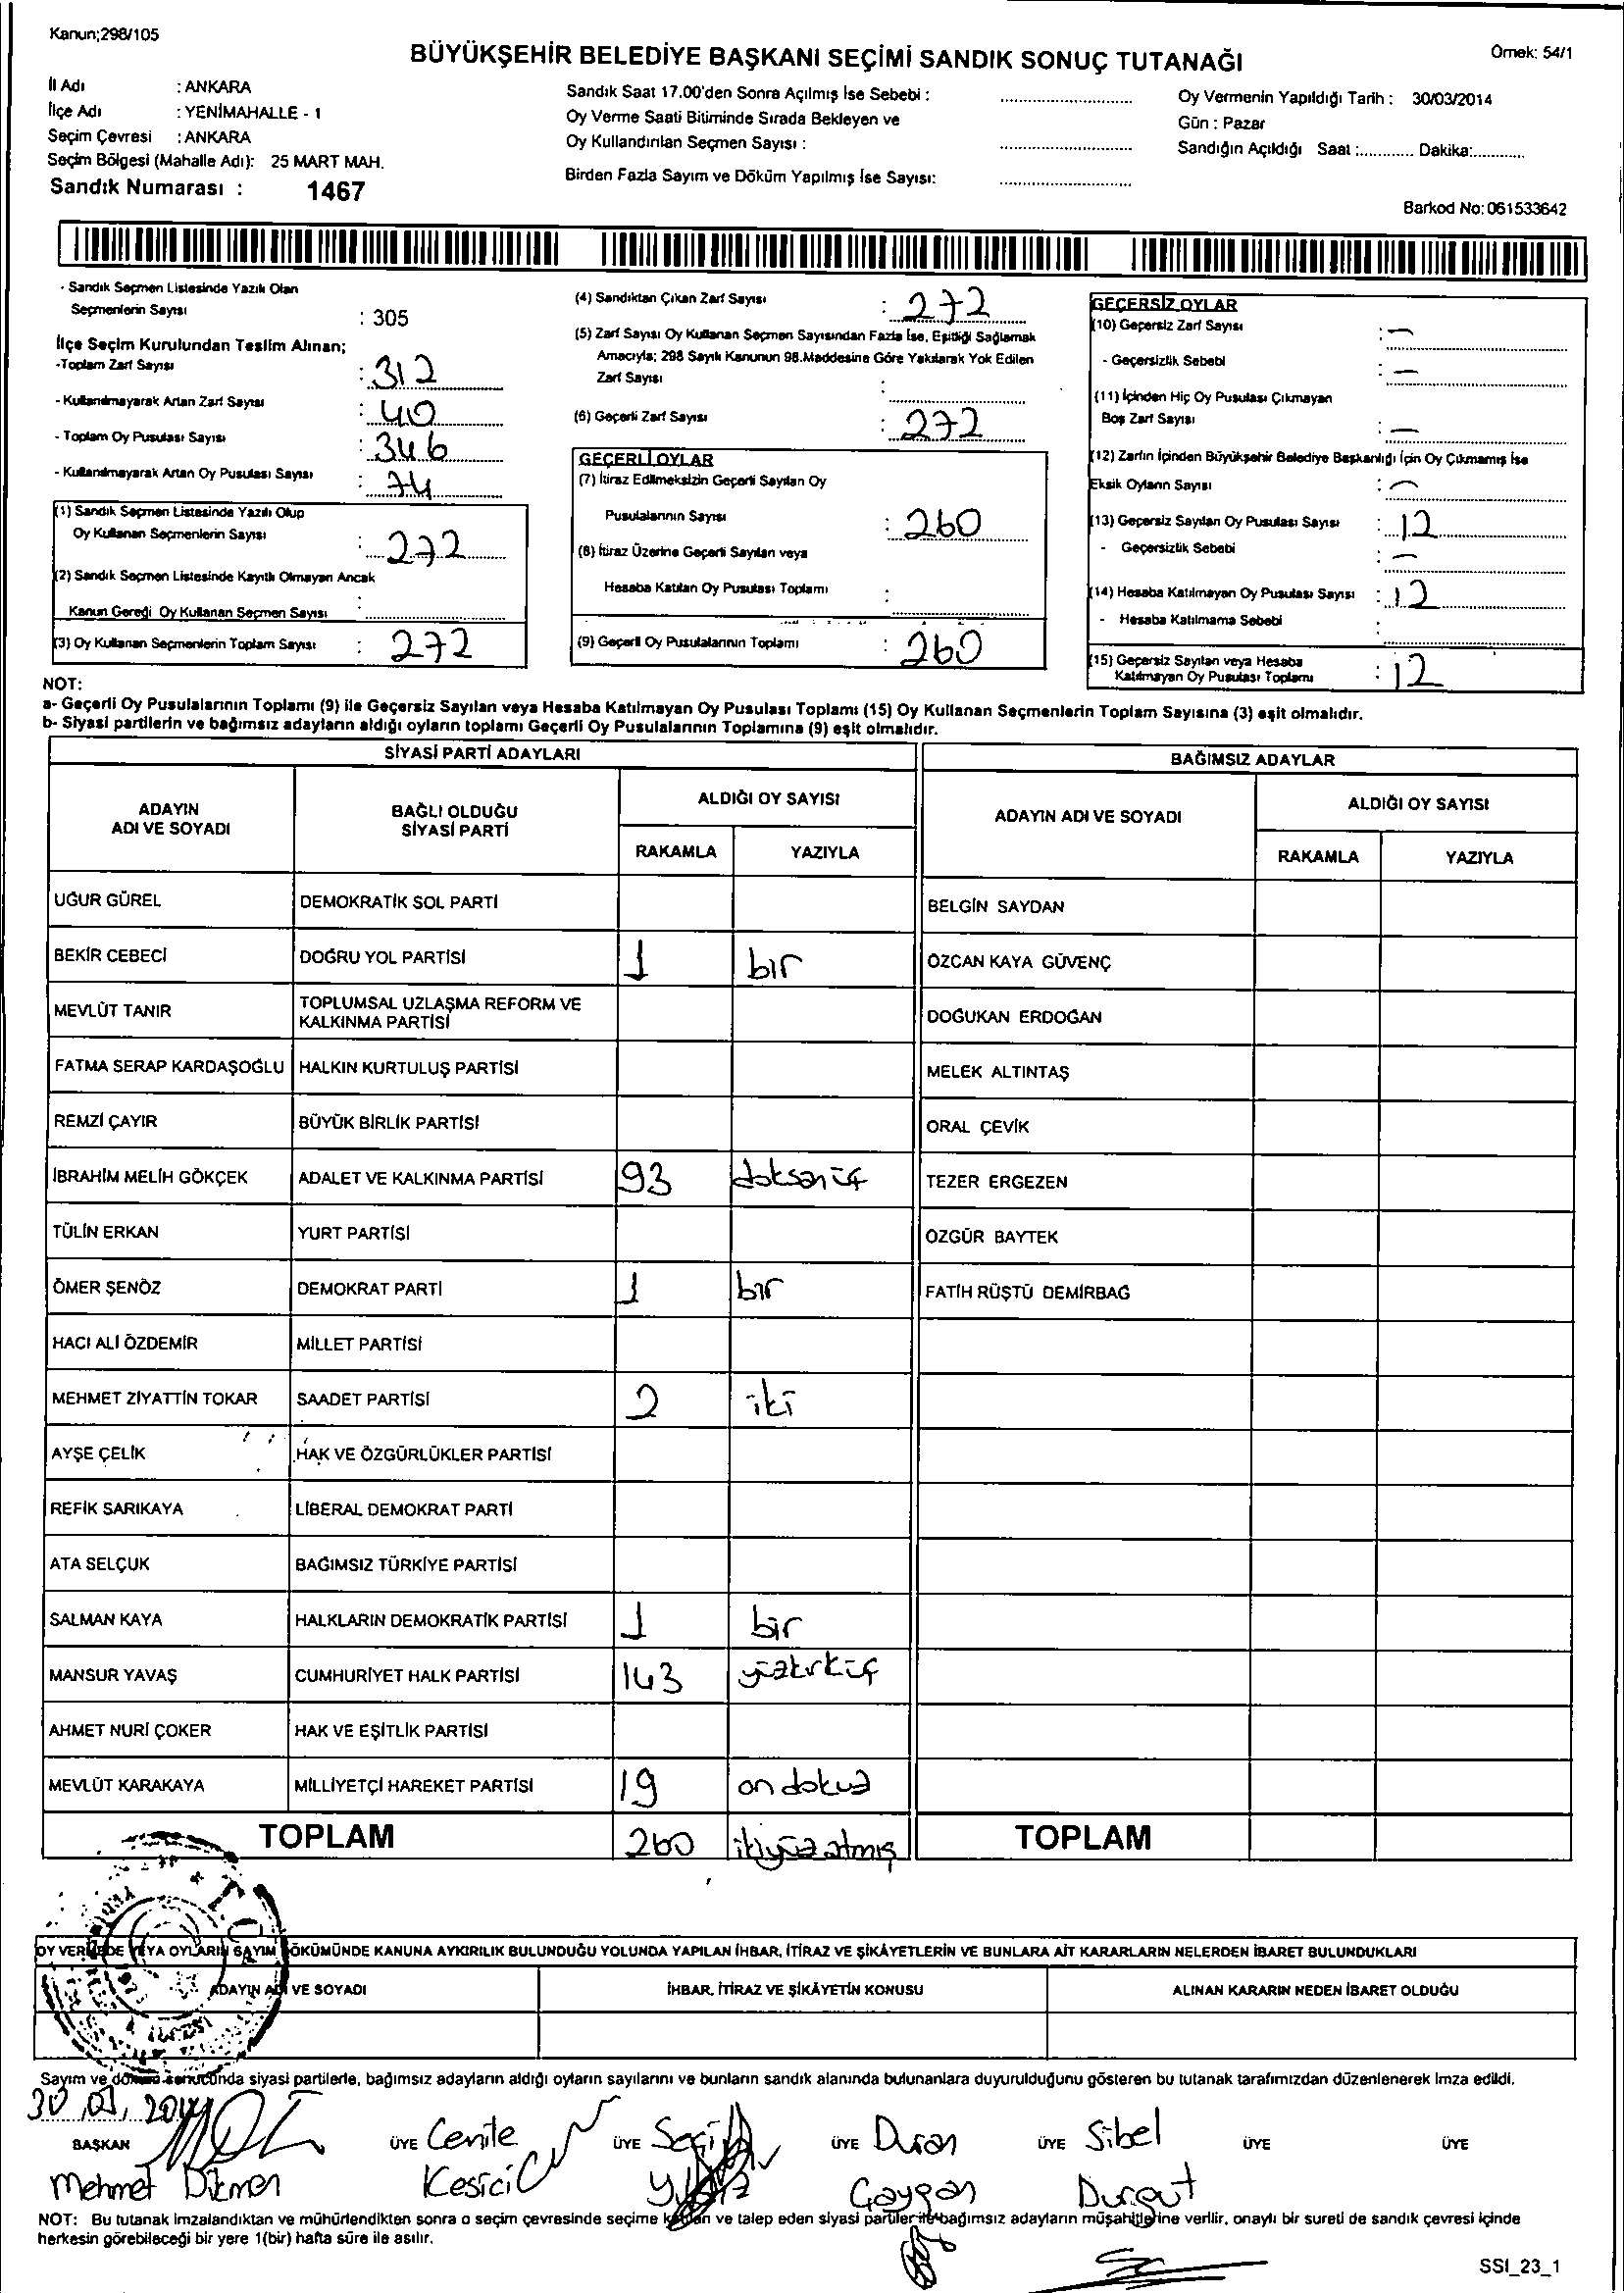 Kanun;298/105
BÜYÜKŞEHİR BELEDİYE BAŞKANI SEÇİMİ SANDIK SONUÇ TUTANAĞI
Örnek: 54/1
İl Adı : ANKARA
İlçe Adı : YENİMAHALLE - 1
Seçim Çevresi : ANKARA
Seçim Bölgesi (Mahalle Adı): 25 MART MAH.
Sandık Numarası : 1467
Sandık Saat 17.00'den Sonra Açılmış İse Sebebi : ........................
Oy Verme Saati Bitiminde Sırada Bekleyen ve
Oy Kullandırılan Seçmen Sayısı : ........................
Birden Fazla Sayım ve Döküm Yapılmış İse Sayısı: ........................
Oy Vermenin Yapıldığı Tarih : 30/03/2014
Gün : Pazar
Sandığın Açıldığı Saat :............ Dakika:............
Barkod No: 061533642
- Sandık Seçmen Listesinde Yazılı Olan
Seçmenlerin Sayısı : 305
İlçe Seçim Kurulundan Teslim Alınan;
-Toplam Zarf Sayısı : 312
- Kullanılmayarak Artan Zarf Sayısı : 40
- Toplam Oy Pusulası Sayısı : 346
- Kullanılmayarak Artan Oy Pusulası Sayısı : 74
(1) Sandık Seçmen Listesinde Yazılı Olup
Oy Kullanan Seçmenlerin Sayısı : 272
(2) Sandık Seçmen Listesinde Kayıtlı Olmayan Ancak
Kanun Gereği Oy Kullanan Seçmen Sayısı :
(3) Oy Kullanan Seçmenlerin Toplam Sayısı : 272
(4) Sandıktan Çıkan Zarf Sayısı : 272
(5) Zarf Sayısı Oy Kullanan Seçmen Sayısından Fazla İse, Eşitliği Sağlamak
Amacıyla; 298 Sayılı Kanunun 98.Maddesine Göre Yakılarak Yok Edilen
Zarf Sayısı :
(6) Geçerli Zarf Sayısı : 272
GEÇERLİ OYLAR
(7) İtiraz Edilmeksizin Geçerli Sayılan Oy
Pusulalarının Sayısı : 260
(8) İtiraz Üzerine Geçerli Sayılan veya
Hesaba Katılan Oy Pusulası Toplamı :
(9) Geçerli Oy Pusulalarının Toplamı : 260
GEÇERSİZ OYLAR
(10) Geçersiz Zarf Sayısı : —
- Geçersizlik Sebebi : —
(11) İçinden Hiç Oy Pusulası Çıkmayan
Boş Zarf Sayısı : —
(12) Zarfın İçinden Büyükşehir Belediye Başkanlığı İçin Oy Çıkmamış İse
Eksik Oyların Sayısı : —
(13) Geçersiz Sayılan Oy Pusulası Sayısı : 12
- Geçersizlik Sebebi : —
(14) Hesaba Katılmayan Oy Pusulası Sayısı : 12
- Hesaba Katılmama Sebebi :
(15) Geçersiz Sayılan veya Hesaba
Katılmayan Oy Pusulası Toplamı : 12
NOT:
a- Geçerli Oy Pusulalarının Toplamı (9) ile Geçersiz Sayılan veya Hesaba Katılmayan Oy Pusulası Toplamı (15) Oy Kullanan Seçmenlerin Toplam Sayısına (3) eşit olmalıdır.
b- Siyasi partilerin ve bağımsız adayların aldığı oyların toplamı Geçerli Oy Pusulalarının Toplamına (9) eşit olmalıdır.
SİYASİ PARTİ ADAYLARI
ADAYIN ADI VE SOYADI
BAĞLI OLDUĞU SİYASİ PARTİ
ALDIĞI OY SAYISI
RAKAMLA YAZIYLA
UĞUR GÜREL DEMOKRATİK SOL PARTİ
BEKİR CEBECİ DOĞRU YOL PARTİSİ 1 bir
MEVLÜT TANIR TOPLUMSAL UZLAŞMA REFORM VE KALKINMA PARTİSİ
FATMA SERAP KARDAŞOĞLU HALKIN KURTULUŞ PARTİSİ
REMZİ ÇAYIR BÜYÜK BİRLİK PARTİSİ
İBRAHİM MELİH GÖKÇEK ADALET VE KALKINMA PARTİSİ 93 doksanüç
TÜLİN ERKAN YURT PARTİSİ
ÖMER ŞENÖZ DEMOKRAT PARTİ 1 bir
HACI ALİ ÖZDEMİR MİLLET PARTİSİ
MEHMET ZİYATTİN TOKAR SAADET PARTİSİ 2 iki
AYŞE ÇELİK HAK VE ÖZGÜRLÜKLER PARTİSİ
REFİK SARIKAYA LİBERAL DEMOKRAT PARTİ
ATA SELÇUK BAĞIMSIZ TÜRKİYE PARTİSİ
SALMAN KAYA HALKLARIN DEMOKRATİK PARTİSİ 1 bir
MANSUR YAVAŞ CUMHURİYET HALK PARTİSİ 143 yüzkırküç
AHMET NURİ ÇOKER HAK VE EŞİTLİK PARTİSİ
MEVLÜT KARAKAYA MİLLİYETÇİ HAREKET PARTİSİ 19 on dokuz
TOPLAM 260 ikiyüz atmış
BAĞIMSIZ ADAYLAR
ADAYIN ADI VE SOYADI
ALDIĞI OY SAYISI
RAKAMLA YAZIYLA
BELGİN SAYDAN
ÖZCAN KAYA GÜVENÇ
DOĞUKAN ERDOĞAN
MELEK ALTINTAŞ
ORAL ÇEVİK
TEZER ERGEZEN
ÖZGÜR BAYTEK
FATİH RÜŞTÜ DEMİRBAĞ
TOPLAM
OY VERMEDE VEYA OYLARIN SAYIM DÖKÜMÜNDE KANUNA AYKIRILIK BULUNDUĞU YOLUNDA YAPILAN İHBAR, İTİRAZ VE ŞİKÂYETLERİN VE BUNLARA AİT KARARLARIN NELERDEN İBARET BULUNDUKLARI
ADAYIN ADI VE SOYADI
İHBAR, İTİRAZ VE ŞİKÂYETİN KONUSU
ALINAN KARARIN NEDEN İBARET OLDUĞU
Sayım ve döküm sonucunda siyasi partilerle, bağımsız adayların aldığı oyların sayılarını ve bunların sandık alanında bulunanlara duyurulduğunu gösteren bu tutanak tarafımızdan düzenlenerek imza edildi.
BAŞKAN ÜYE Cemile ÜYE ÜYE Duran ÜYE Sibel ÜYE ÜYE
Mehmet Dikmen Kesici Gaygan Durgut
NOT: Bu tutanak imzalandıktan ve mühürlendikten sonra o seçim çevresinde seçime katılan ve talep eden siyasi partiler ile bağımsız adayların müşahitlerine verilir, onaylı bir sureti de sandık çevresi içinde
herkesin görebileceği bir yere 1(bir) hafta süre ile asılır.
SSI_23_1